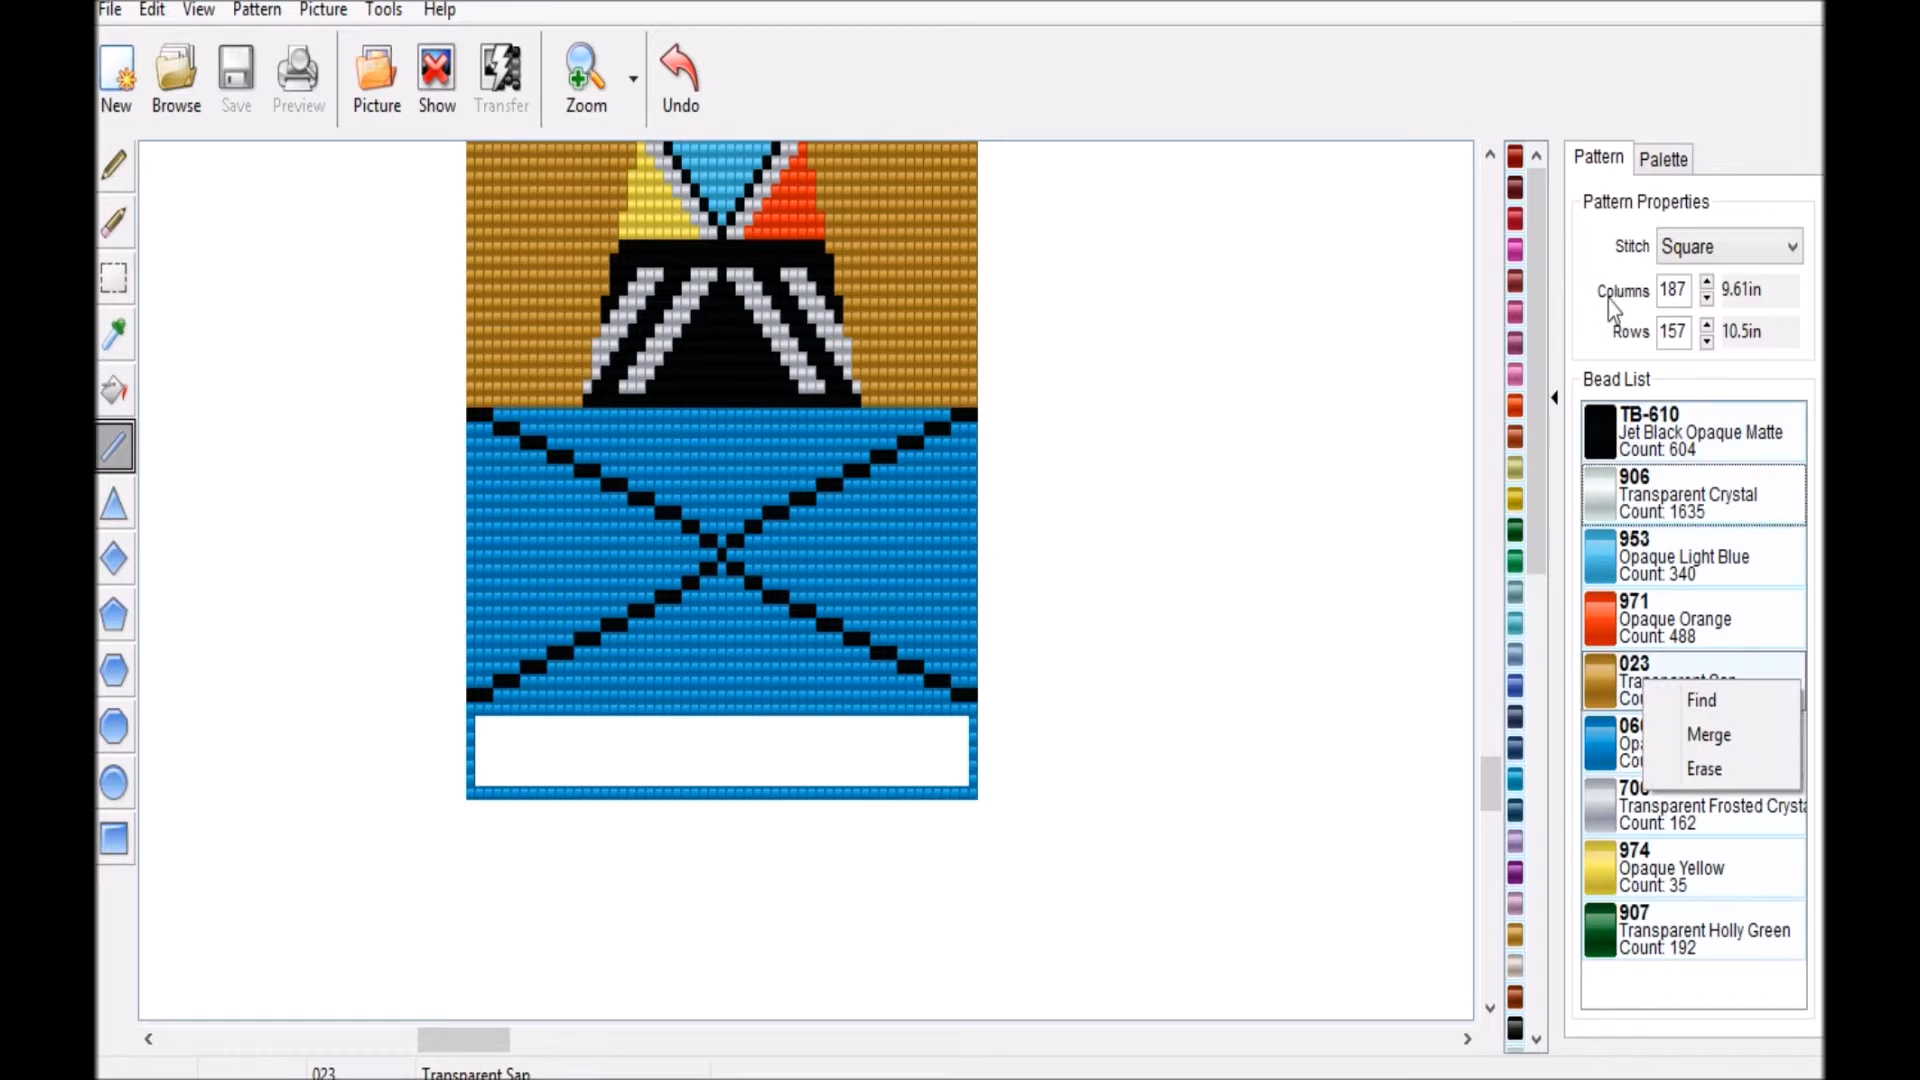 File Edit View Pattern Picture Tools Help
New Browse Save Preview Picture Show Transfer Zoom Undo
Pattern Palette
Pattern Properties
Stitch Square
Columns 187 9.61in
Rows 157 10.5in
Bead List
TB-610
Jet Black Opaque Matte
Count: 604
906
Transparent Crystal
Count: 1635
953
Opaque Light Blue
Count: 340
971
Opaque Orange
Count: 488
023
Find
Merge
Erase
Transparent Frosted Crysta
Count: 162
974
Opaque Yellow
Count: 35
907
Transparent Holly Green
Count: 192
023 Transparent Sap